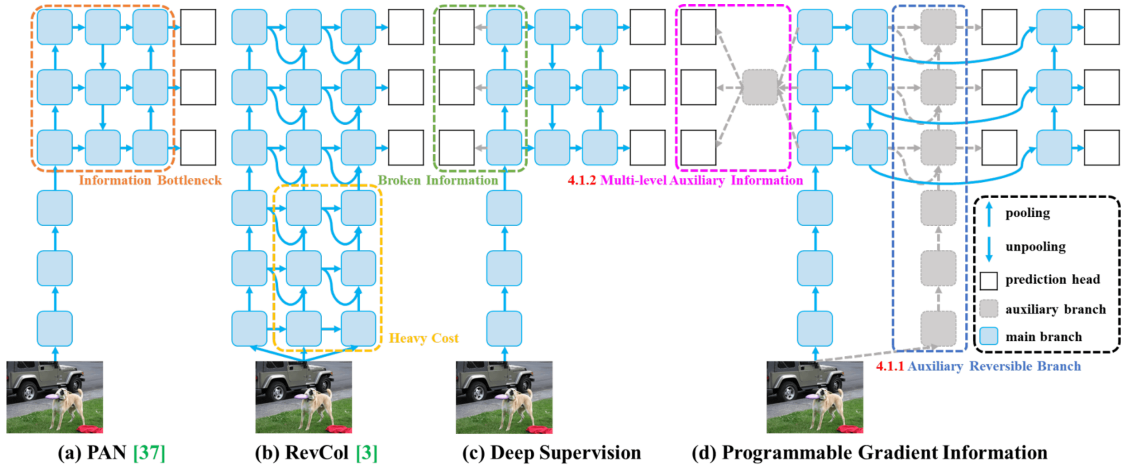 Information Bottleneck
Broken Information
4.1.2 Multi-level Auxiliary Information
pooling
unpooling
prediction head
auxiliary branch
main branch
Heavy Cost
4.1.1 Auxiliary Reversible Branch
(a) PAN [37]
(b) RevCol [3]
(c) Deep Supervision
(d) Programmable Gradient Information